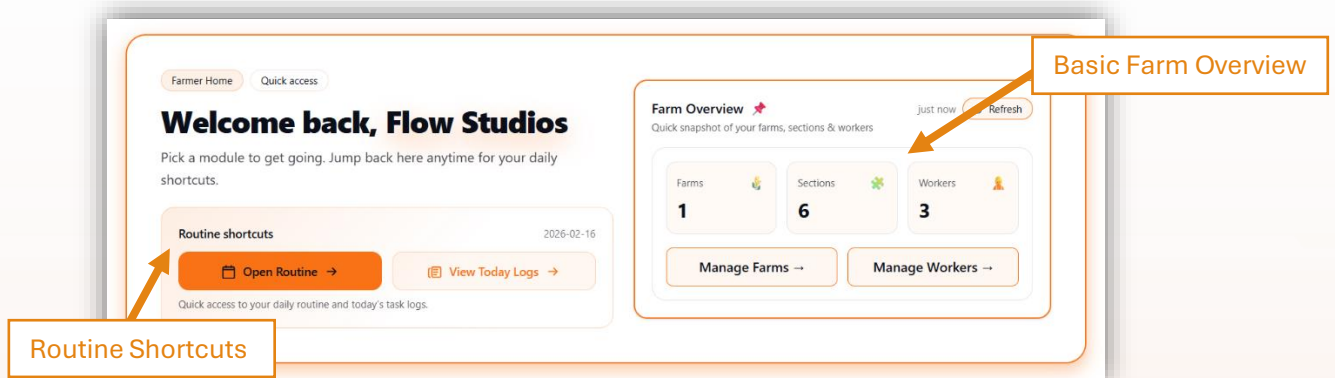 Basic Farm Overview
Farmer Home
Quick access
Welcome back, Flow Studios
Pick a module to get going. Jump back here anytime for your daily
shortcuts.
Routine shortcuts
2026-02-16
Open Routine →
View Today Logs →
Quick access to your daily routine and today's task logs.
Routine Shortcuts
Farm Overview
just now
Refresh
Quick snapshot of your farms, sections & workers
Farms
1
Sections
6
Workers
3
Manage Farms →
Manage Workers →